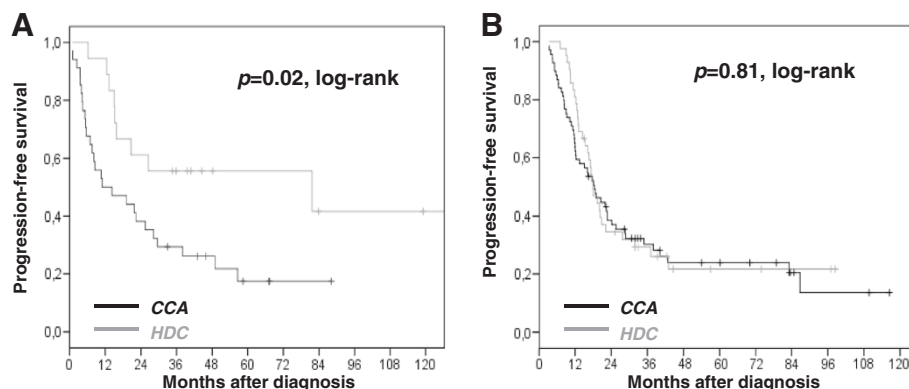 A
p=0.02, log-rank
Progression-free survival
1,0
0,8
0,6
0,4
0,2
0,0
CCA
HDC
0 12 24 36 48 60 72 84 96 108 120
Months after diagnosis
B
p=0.81, log-rank
Progression-free survival
1,0
0,8
0,6
0,4
0,2
0,0
CCA
HDC
0 12 24 36 48 60 72 84 96 108 120
Months after diagnosis